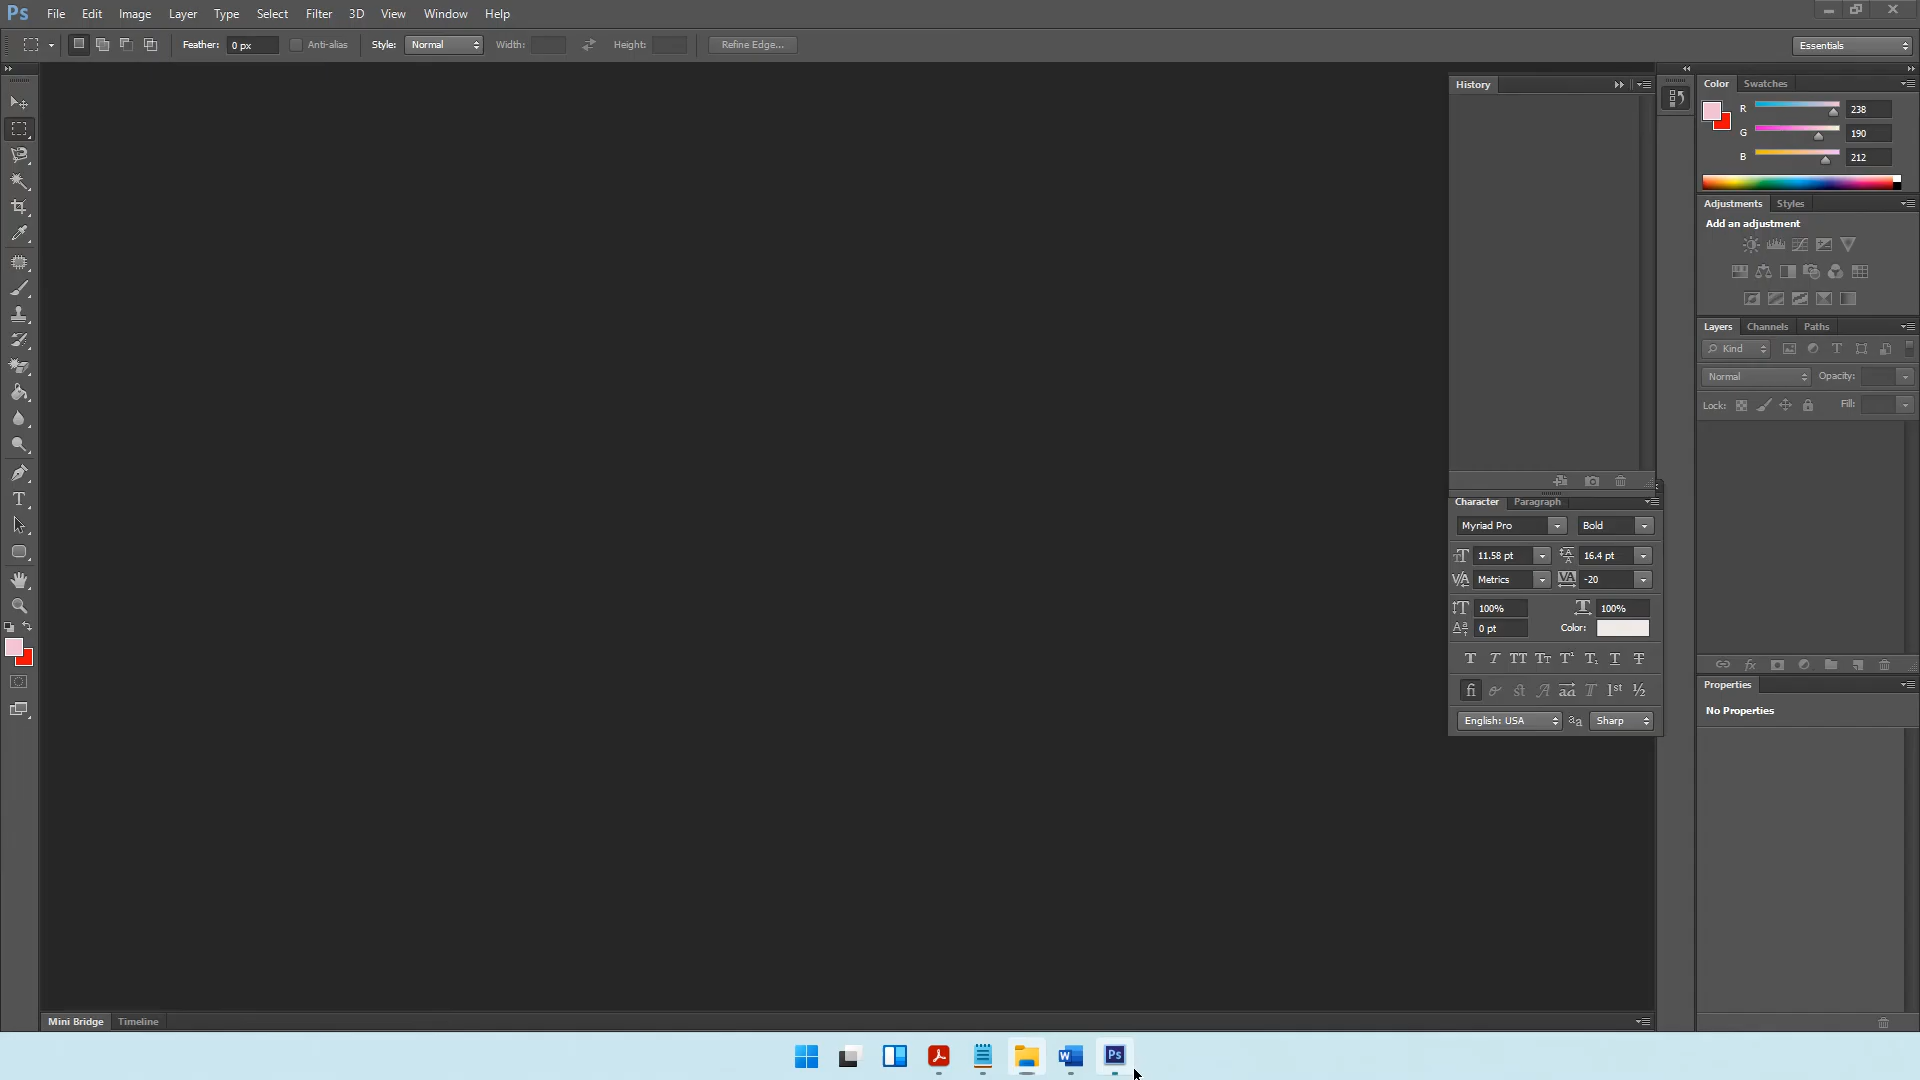 Ps File Edit Image Layer Type Select Filter 3D View Window Help
Feather: 0 px Anti-alias Style: Normal Width: Height: Refine Edge... Essentials
History
Color Swatches
R 238
G 190
B 212
Adjustments Styles
Add an adjustment
Layers Channels Paths
Kind
Normal Opacity:
Lock: Fill:
Character Paragraph
Myriad Pro Bold
11.58 pt 16.4 pt
Metrics -20
100% 100%
0 pt Color:
English: USA Sharp
Properties
No Properties
Mini Bridge Timeline
W Ps